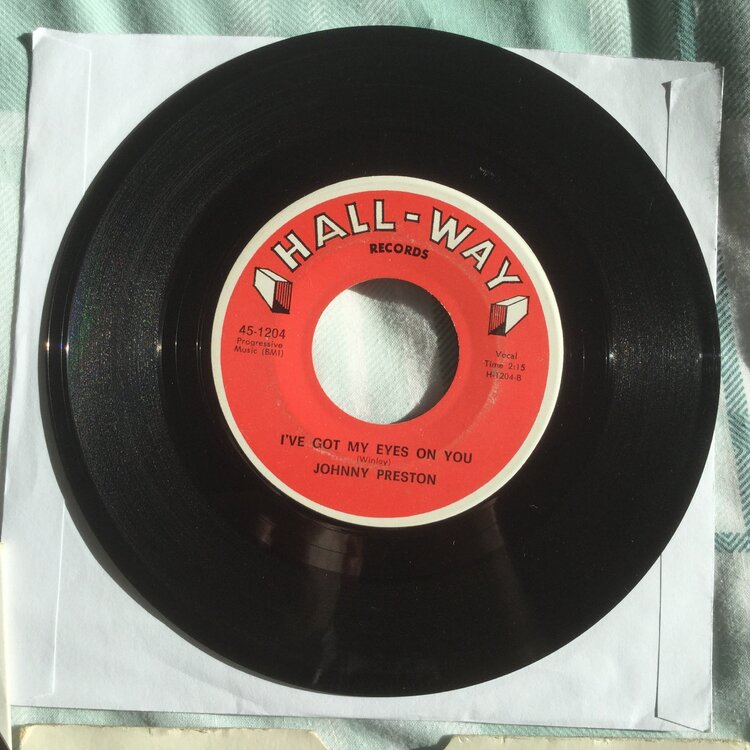 HALL-WAY
RECORDS
45-1204
Progressive
Music (BMI)
Vocal
Time 2:15
H-1204-B
I'VE GOT MY EYES ON YOU
(Winley)
JOHNNY PRESTON